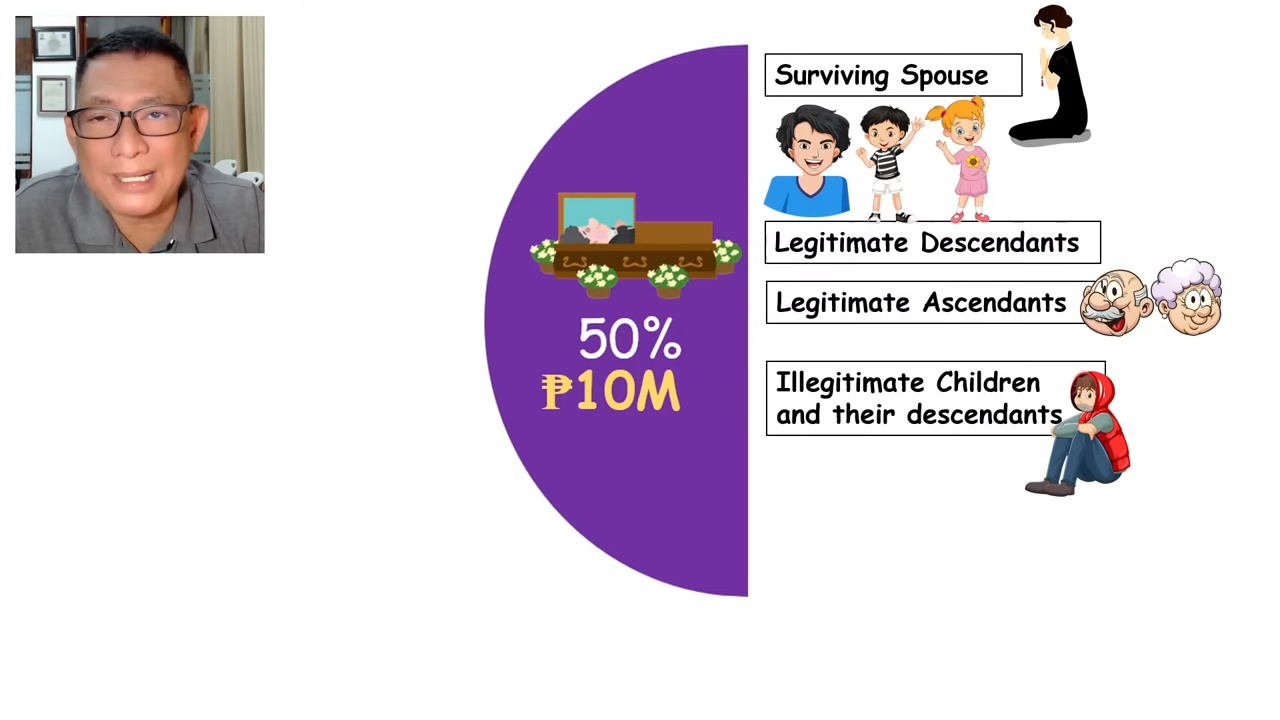 Surviving Spouse
Legitimate Descendants
Legitimate Ascendants
Illegitimate Children
and their descendants
50%
₱10M